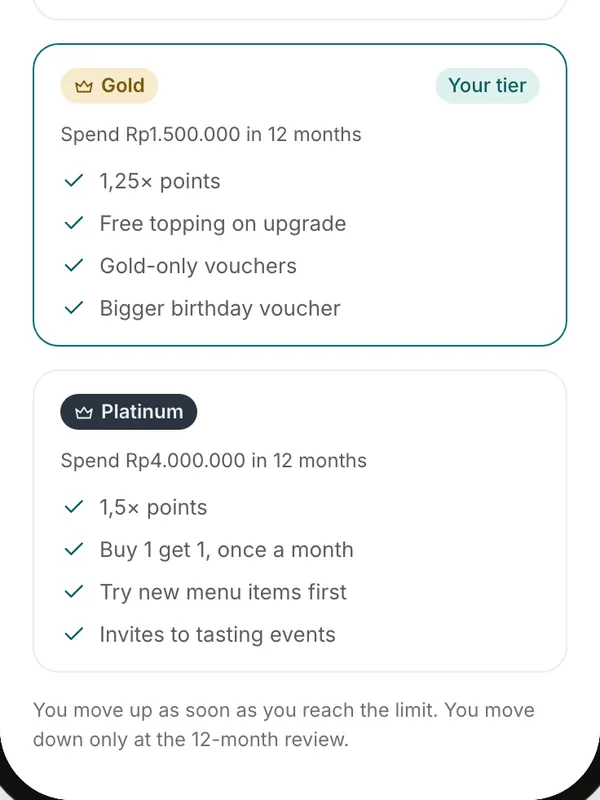 Gold
Your tier
Spend Rp1.500.000 in 12 months
1,25× points
Free topping on upgrade
Gold-only vouchers
Bigger birthday voucher
Platinum
Spend Rp4.000.000 in 12 months
1,5× points
Buy 1 get 1, once a month
Try new menu items first
Invites to tasting events
You move up as soon as you reach the limit. You move
down only at the 12-month review.